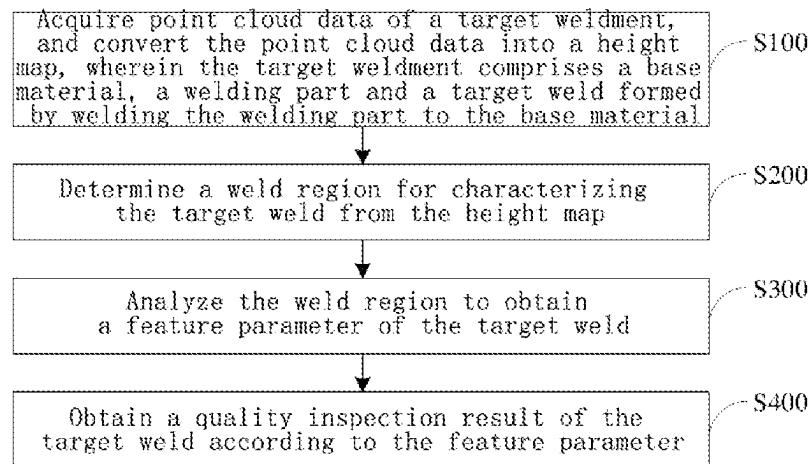 Acquire point cloud data of a target weldment,
and convert the point cloud data into a height
map, wherein the target weldment comprises a base
material, a welding part and a target weld formed
by welding the welding part to the base material
S100
Determine a weld region for characterizing
the target weld from the height map
S200
Analyze the weld region to obtain
a feature parameter of the target weld
S300
Obtain a quality inspection result of the
target weld according to the feature parameter
S400